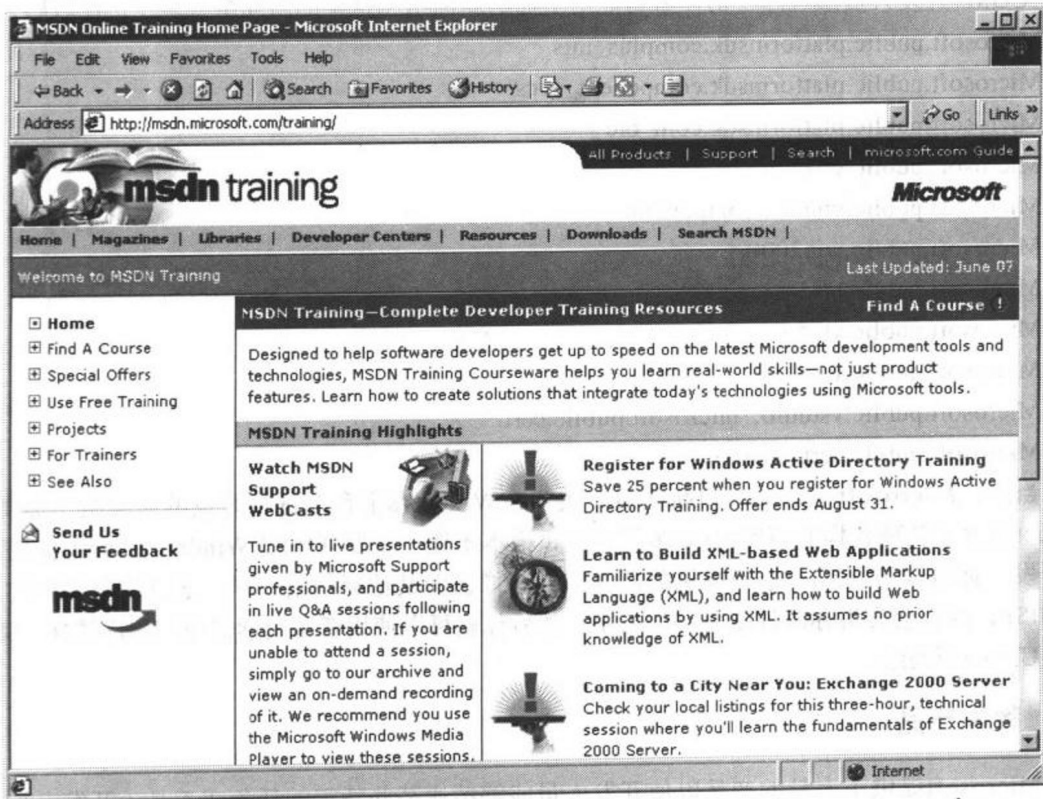 MSDN Online Training Home Page - Microsoft Internet Explorer
File Edit View Favorites Tools Help
Back Search Favorites History
Address http://msdn.microsoft.com/training/ Go Links »
All Products | Support | Search | microsoft.com Guide
msdn training
Microsoft
Home | Magazines | Libraries | Developer Centers | Resources | Downloads | Search MSDN |
Welcome to MSDN Training
Last Updated: June 07
Home
Find A Course
Special Offers
Use Free Training
Projects
For Trainers
See Also
Send Us
Your Feedback
msdn
MSDN Training—Complete Developer Training Resources
Find A Course !
Designed to help software developers get up to speed on the latest Microsoft development tools and
technologies, MSDN Training Courseware helps you learn real-world skills—not just product
features. Learn how to create solutions that integrate today's technologies using Microsoft tools.
MSDN Training Highlights
Watch MSDN
Support
WebCasts
Tune in to live presentations
given by Microsoft Support
professionals, and participate
in live Q&A sessions following
each presentation. If you are
unable to attend a session,
simply go to our archive and
view an on-demand recording
of it. We recommend you use
the Microsoft Windows Media
Player to view these sessions.
Register for Windows Active Directory Training
Save 25 percent when you register for Windows Active
Directory Training. Offer ends August 31.
Learn to Build XML-based Web Applications
Familiarize yourself with the Extensible Markup
Language (XML), and learn how to build Web
applications by using XML. It assumes no prior
knowledge of XML.
Coming to a City Near You: Exchange 2000 Server
Check your local listings for this three-hour, technical
session where you'll learn the fundamentals of Exchange
2000 Server.
Internet